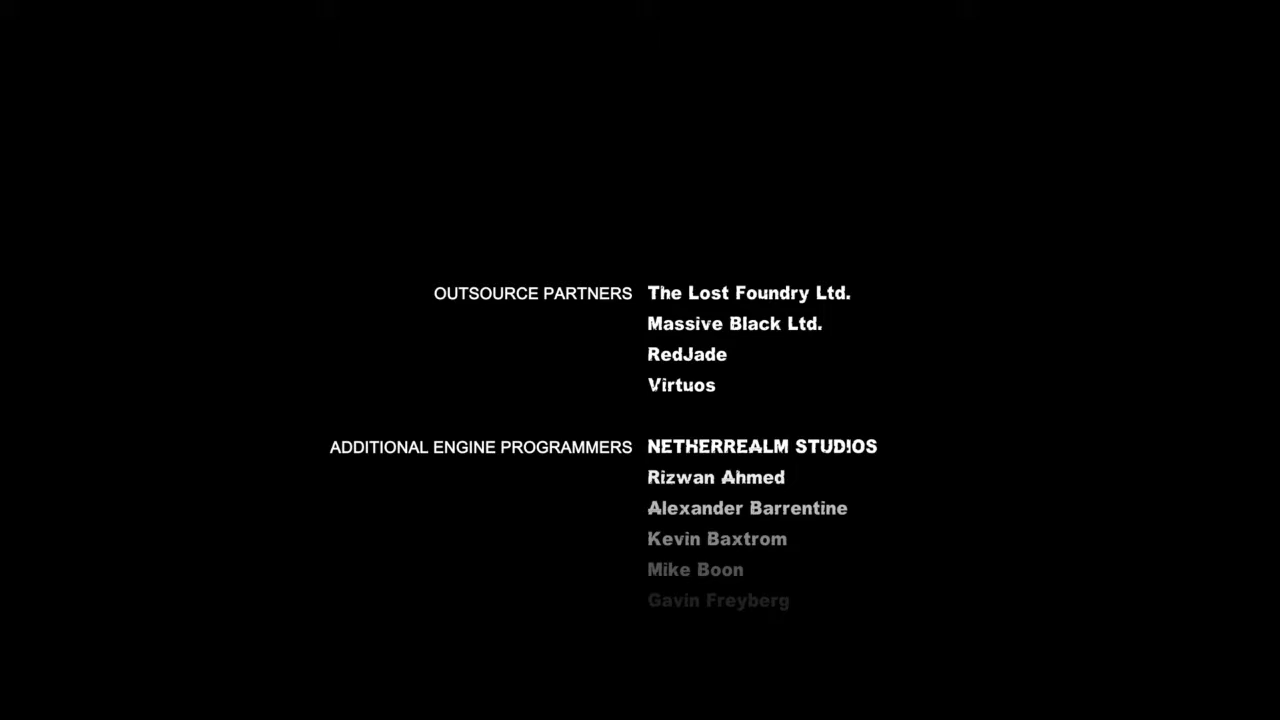 OUTSOURCE PARTNERS The Lost Foundry Ltd.
Massive Black Ltd.
RedJade
Virtuos
ADDITIONAL ENGINE PROGRAMMERS NETHERREALM STUDIOS
Rizwan Ahmed
Alexander Barrentine
Kevin Baxtrom
Mike Boon
Gavin Freyberg